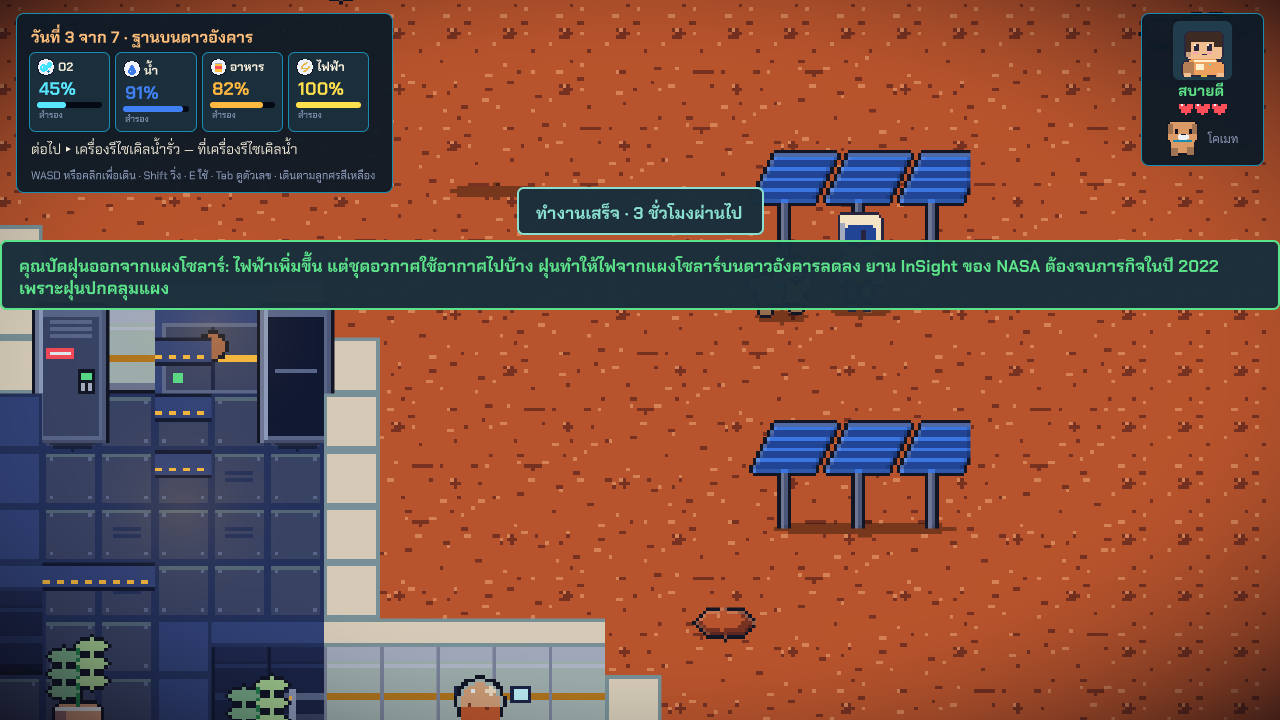 วันที่ 3 จาก 7 · ฐานบนดาวอังคาร
O2
45%
สำรอง
น้ำ
91%
สำรอง
อาหาร
82%
สำรอง
ไฟฟ้า
100%
สำรอง
ต่อไป ▸ เครื่องรีไซเคิลน้ำรั่ว – ที่เครื่องรีไซเคิลน้ำ
WASD หรือคลิกเพื่อเดิน · Shift วิ่ง · E ใช้ · Tab ดูตัวเลข · เดินตามลูกศรสีเหลือง
สบายดี
โคเมท
ทำงานเสร็จ · 3 ชั่วโมงผ่านไป
คุณปัดฝุ่นออกจากแผงโซลาร์: ไฟฟ้าเพิ่มขึ้น แต่ชุดอวกาศใช้อากาศไปบ้าง ฝุ่นทำให้ไฟจากแผงโซลาร์บนดาวอังคารลดลง ยาน InSight ของ NASA ต้องจบภารกิจในปี 2022
เพราะฝุ่นปกคลุมแผง